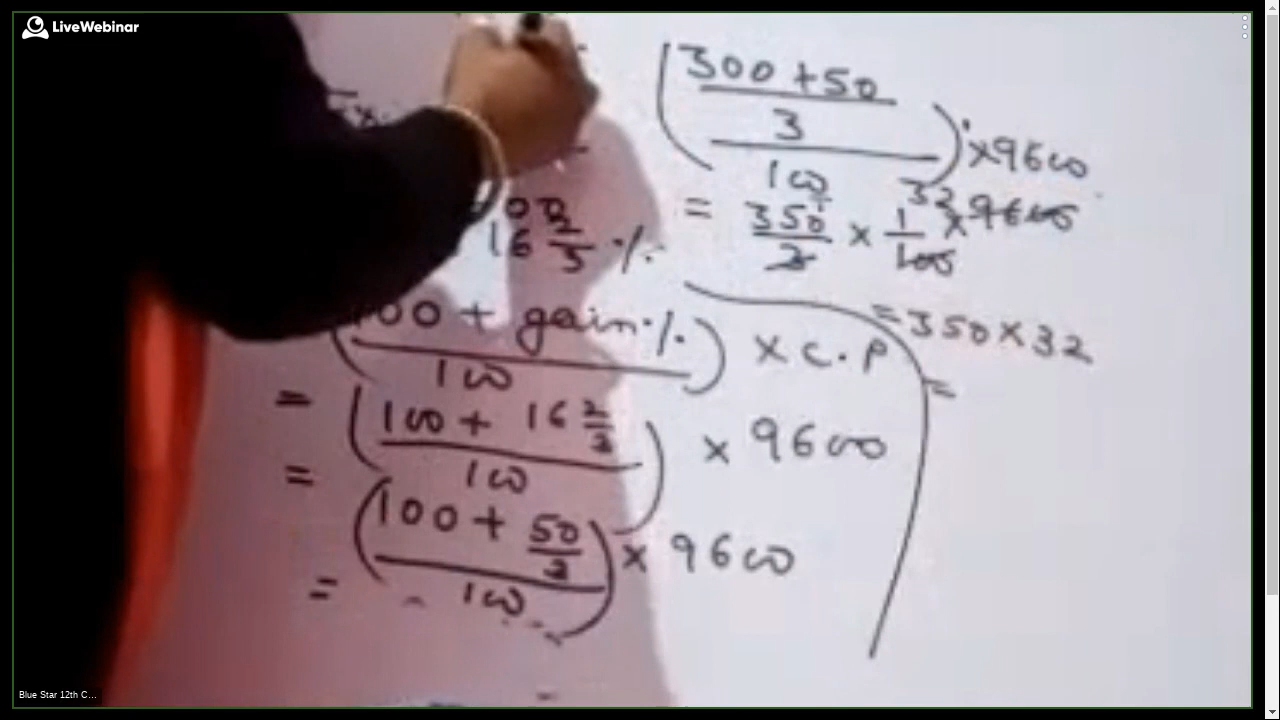 LiveWebinar
16 2/3 %
100 + gain % / 100 ) × C.P
= ( 100 + 16 2/3 / 100 ) × 9600
= ( 100 + 50/3 / 100 ) × 9600
=
( 300 + 50 / 3 / 100 ) × 9600
= 350/3 × 1/100 × 9600 32
= 350 × 32
=
Blue Star 12th C...